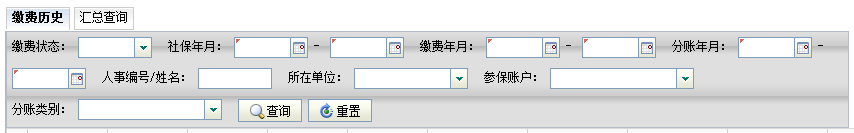 缴费历史 汇总查询
缴费状态: 社保年月: - 缴费年月: - 分账年月: -
人事编号/姓名: 所在单位: 参保账户:
分账类别: 查询 重置